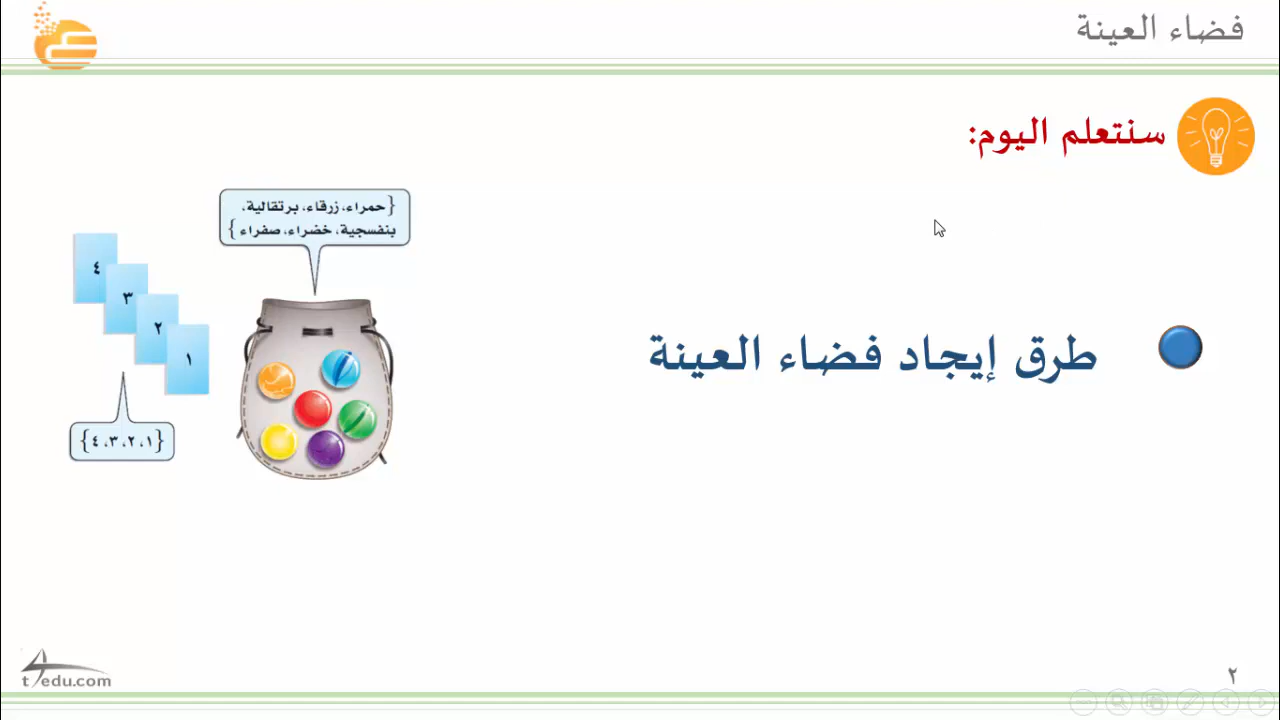 فضاء العينة
سنتعلم اليوم:
طرق إيجاد فضاء العينة
{حمراء، زرقاء، برتقالية،
بنفسجية، خضراء، صفراء }
٤
٣
٢
١
{١، ٢، ٣، ٤}
t4edu.com
٢